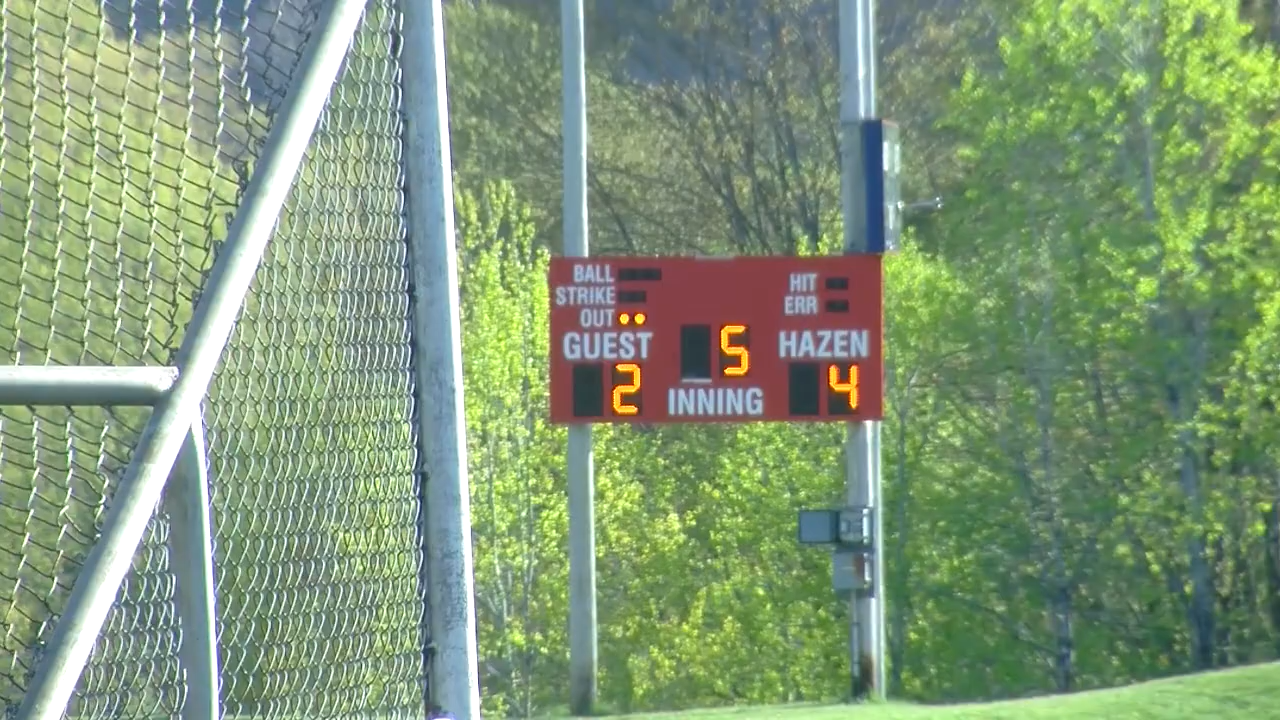 BALL
STRIKE
OUT
HIT
ERR
GUEST 5 HAZEN
2 INNING 4